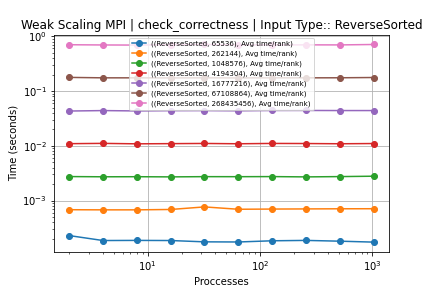 Weak Scaling MPI | check_correctness | Input Type:: ReverseSorted
Time (seconds)
10⁰
10⁻¹
10⁻²
10⁻³
((ReverseSorted, 65536), Avg time/rank)
((ReverseSorted, 262144), Avg time/rank)
((ReverseSorted, 1048576), Avg time/rank)
((ReverseSorted, 4194304), Avg time/rank)
((ReverseSorted, 16777216), Avg time/rank)
((ReverseSorted, 67108864), Avg time/rank)
((ReverseSorted, 268435456), Avg time/rank)
10¹ 10² 10³
Proccesses